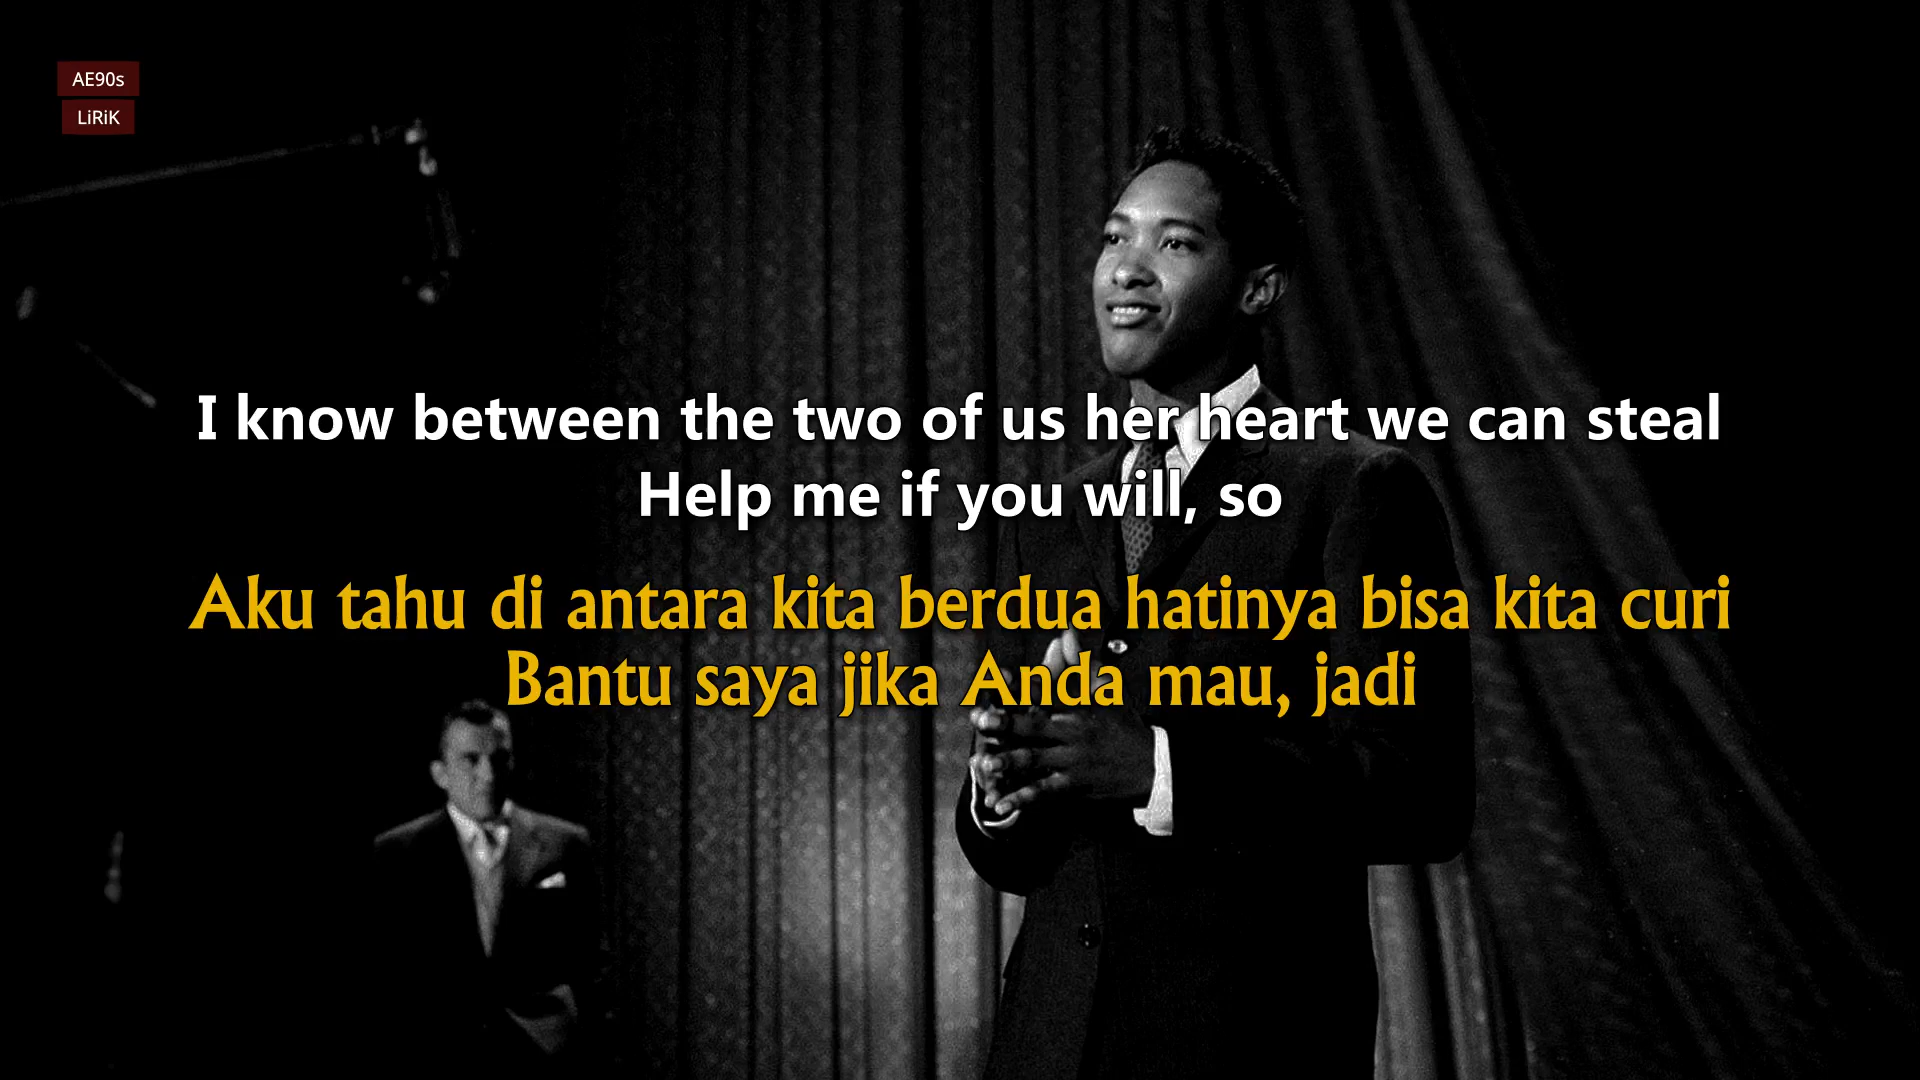 AE90s
LiRiK
I know between the two of us her heart we can steal
Help me if you will, so
Aku tahu di antara kita berdua hatinya bisa kita curi
Bantu saya jika Anda mau, jadi